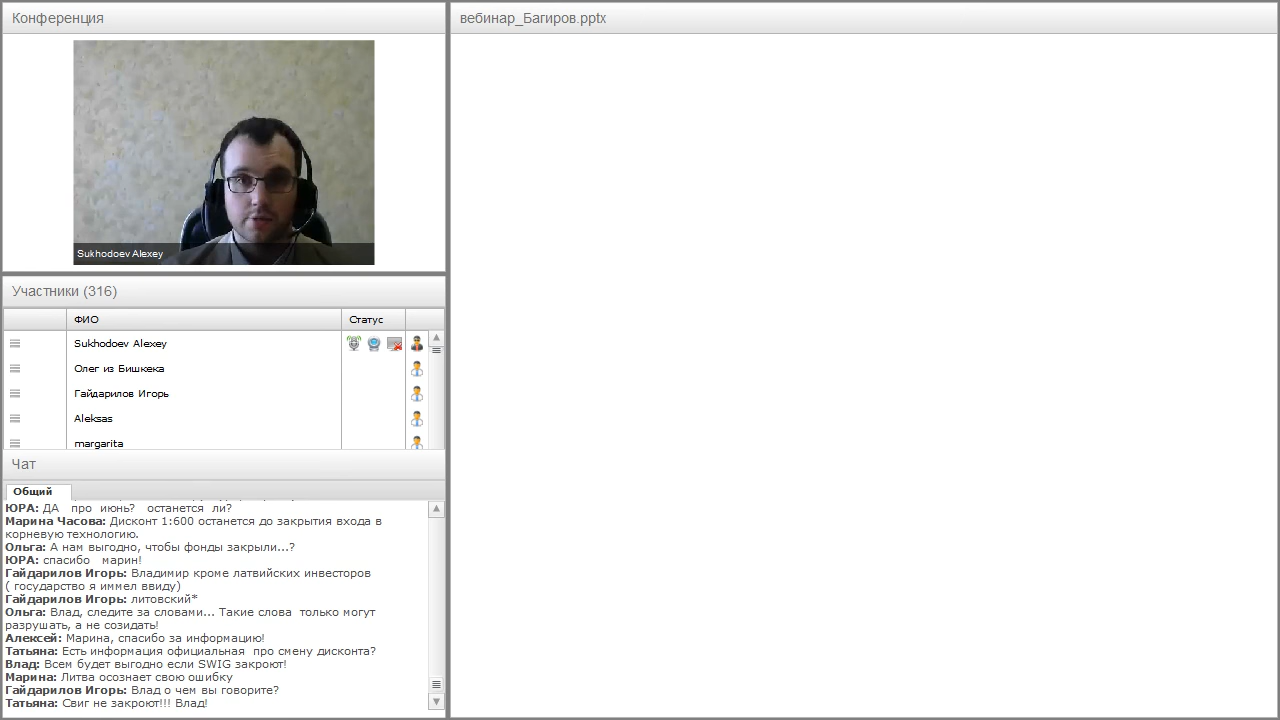 Конференция
вебинар_Багиров.pptx
Sukhodoev Alexey
Участники (316)
ФИО
Статус
Sukhodoev Alexey
Олег из Бишкека
Гайдарилов Игорь
Aleksas
margarita
Чат
Общий
ЮРА: ДА про июнь? останется ли?
Марина Часова: Дисконт 1:600 останется до закрытия входа в
корневую технологию.
Ольга: А нам выгодно, чтобы фонды закрыли...?
ЮРА: спасибо марин!
Гайдарилов Игорь: Владимир кроме латвийских инвесторов
( государство я иммел ввиду)
Гайдарилов Игорь: литовский*
Ольга: Влад, следите за словами... Такие слова только могут
разрушать, а не созидать!
Алексей: Марина, спасибо за информацию!
Татьяна: Есть информация официальная про смену дисконта?
Влад: Всем будет выгодно если SWIG закроют!
Марина: Литва осознает свою ошибку
Гайдарилов Игорь: Влад о чем вы говорите?
Татьяна: Свиг не закроют!!! Влад!